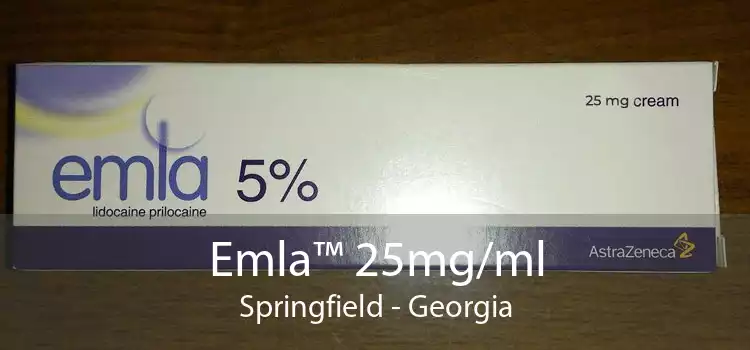 25 mg cream
emla 5%
lidocaine prilocaine
AstraZeneca
Emla™ 25mg/ml
Springfield - Georgia